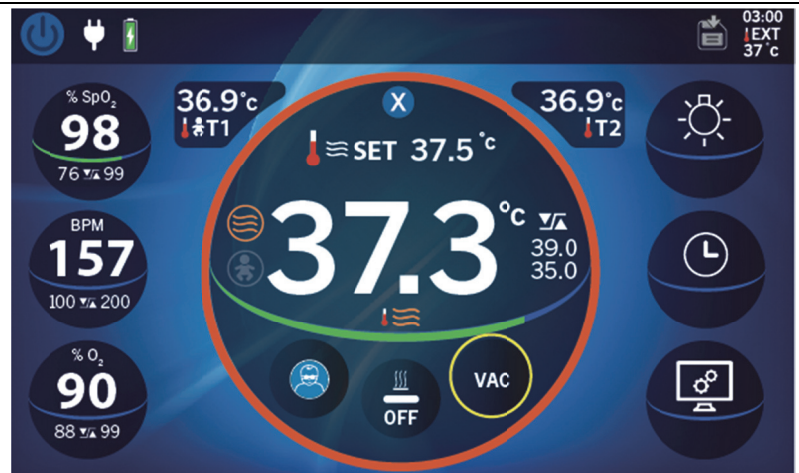 03:00
EXT
37 °c
% SpO₂
98
76 99
36.9°c
T1
X
36.9°c
T2
SET 37.5 °c
BPM
157
100 200
37.3 °c
39.0
35.0
% O₂
90
88 99
OFF
VAC